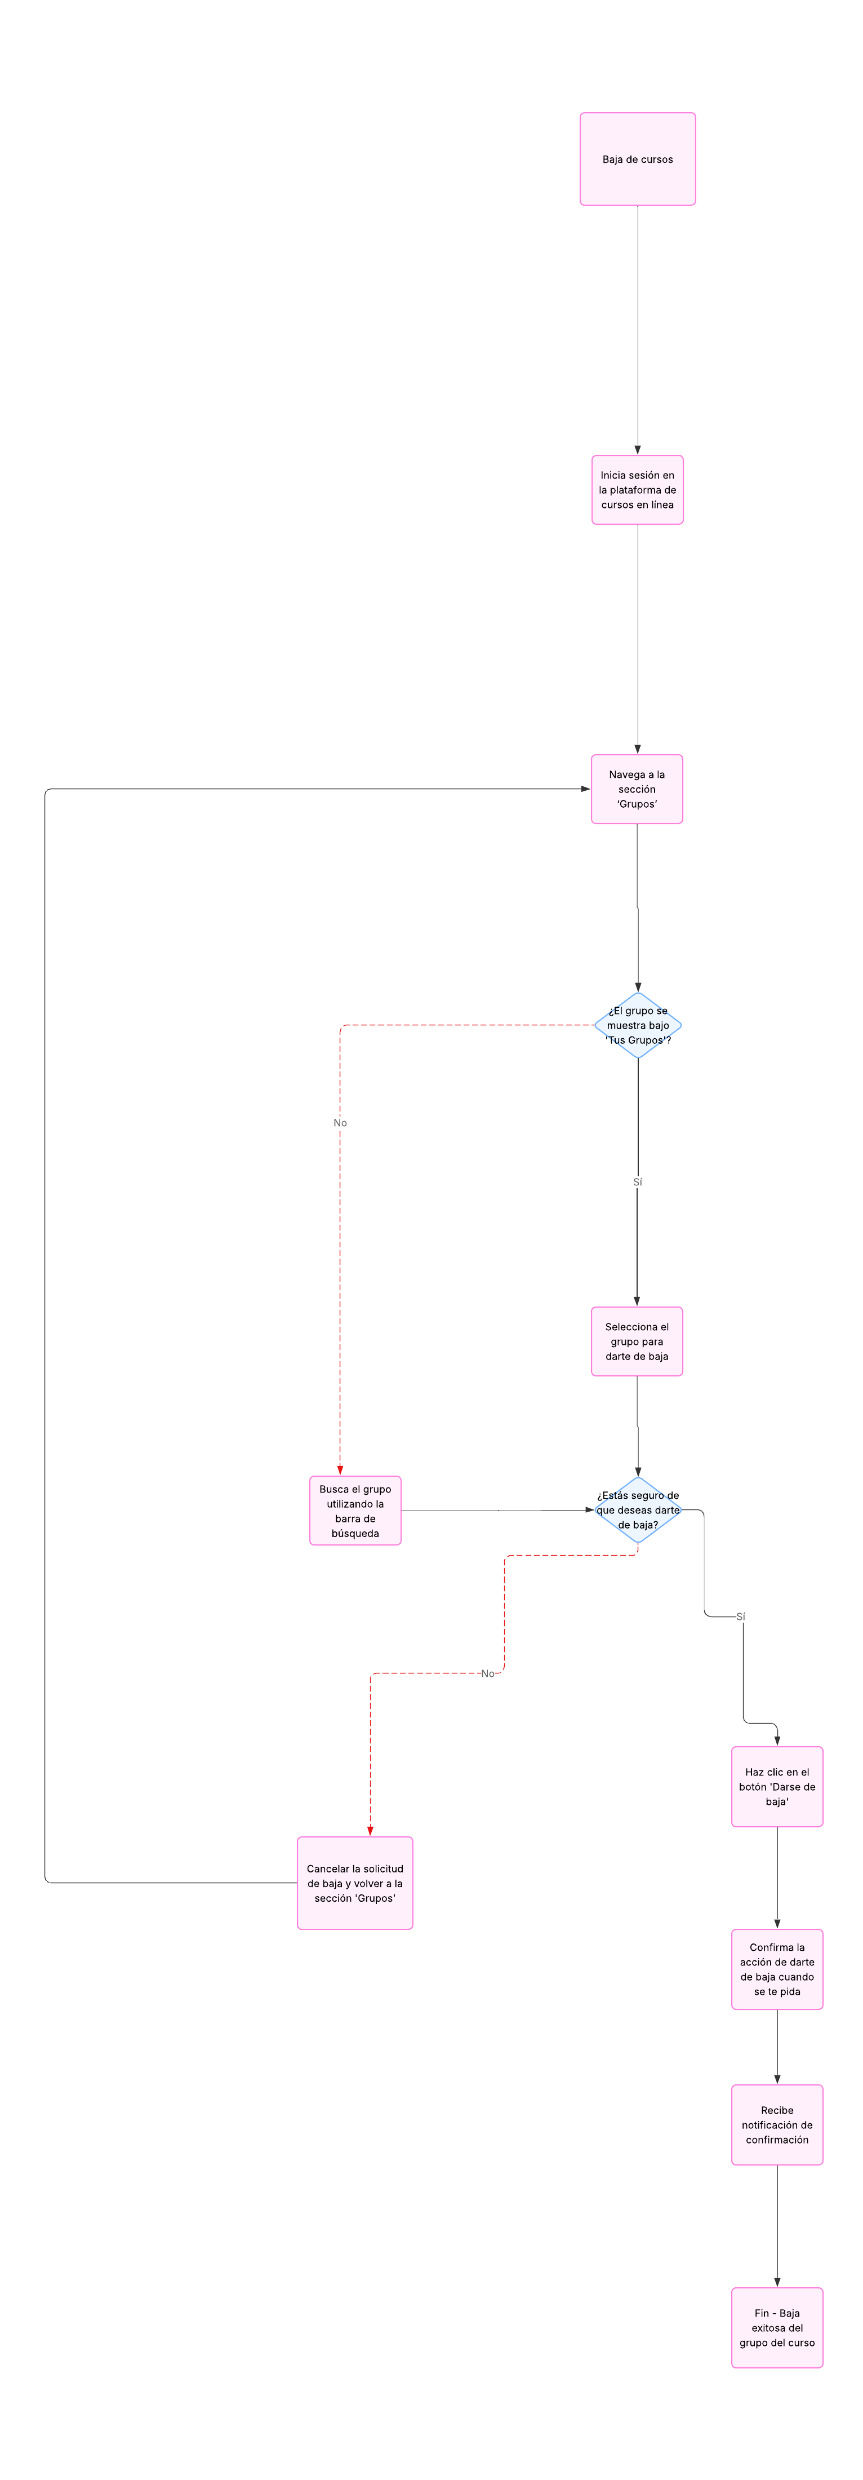 Baja de cursos
Inicia sesión en
la plataforma de
cursos en línea
Navega a la
sección
‘Grupos’
¿El grupo se
muestra bajo
'Tus Grupos'?
No
Sí
Selecciona el
grupo para
darte de baja
Busca el grupo
utilizando la
barra de
búsqueda
¿Estás seguro de
que deseas darte
de baja?
Sí
No
Haz clic en el
botón 'Darse de
baja'
Cancelar la solicitud
de baja y volver a la
sección 'Grupos'
Confirma la
acción de darte
de baja cuando
se te pida
Recibe
notificación de
confirmación
Fin - Baja
exitosa del
grupo del curso